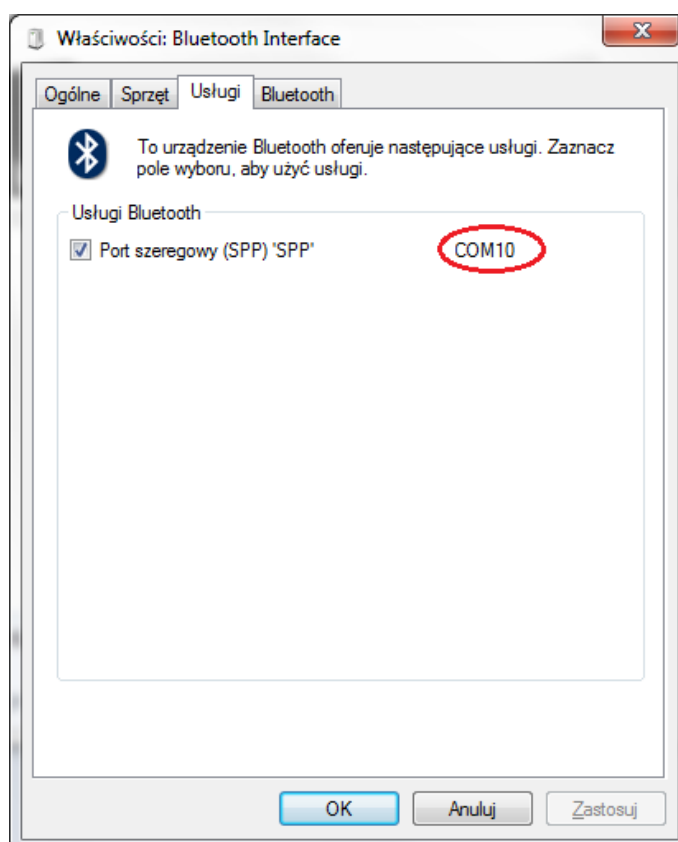 Właściwości: Bluetooth Interface
Ogólne Sprzęt Usługi Bluetooth
To urządzenie Bluetooth oferuje następujące usługi. Zaznacz
pole wyboru, aby użyć usługi.
Usługi Bluetooth
Port szeregowy (SPP) 'SPP' COM10
OK Anuluj Zastosuj